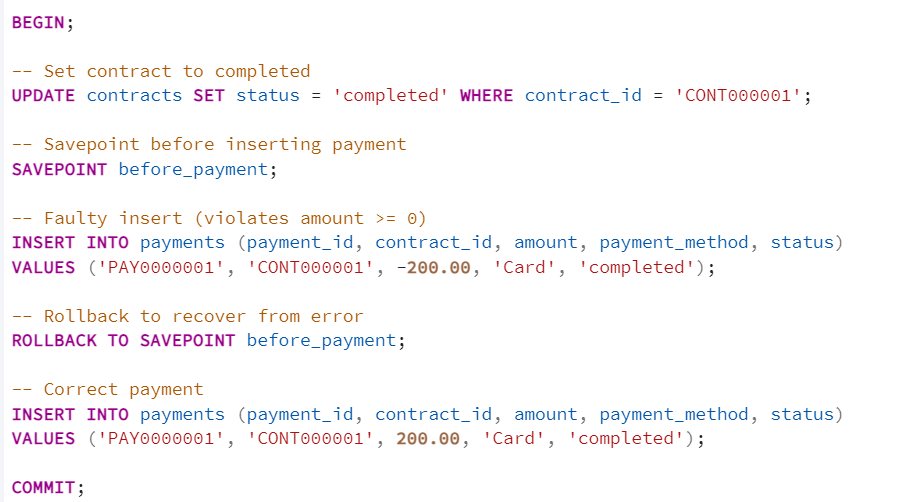 BEGIN;
-- Set contract to completed
UPDATE contracts SET status = 'completed' WHERE contract_id = 'CONT000001';
-- Savepoint before inserting payment
SAVEPOINT before_payment;
-- Faulty insert (violates amount >= 0)
INSERT INTO payments (payment_id, contract_id, amount, payment_method, status)
VALUES ('PAY0000001', 'CONT000001', -200.00, 'Card', 'completed');
-- Rollback to recover from error
ROLLBACK TO SAVEPOINT before_payment;
-- Correct payment
INSERT INTO payments (payment_id, contract_id, amount, payment_method, status)
VALUES ('PAY0000001', 'CONT000001', 200.00, 'Card', 'completed');
COMMIT;